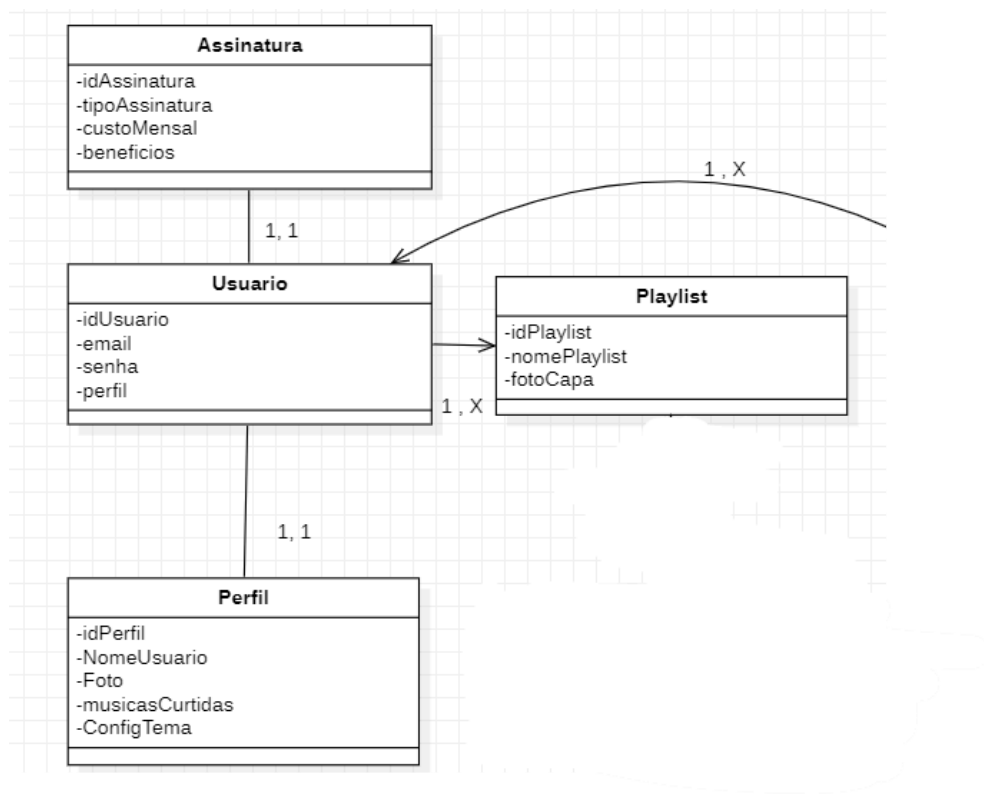 Assinatura
-idAssinatura
-tipoAssinatura
-custoMensal
-beneficios
1 , X
1, 1
Usuario
-idUsuario
-email
-senha
-perfil
Playlist
-idPlaylist
-nomePlaylist
-fotoCapa
1 , X
1, 1
Perfil
-idPerfil
-NomeUsuario
-Foto
-musicasCurtidas
-ConfigTema